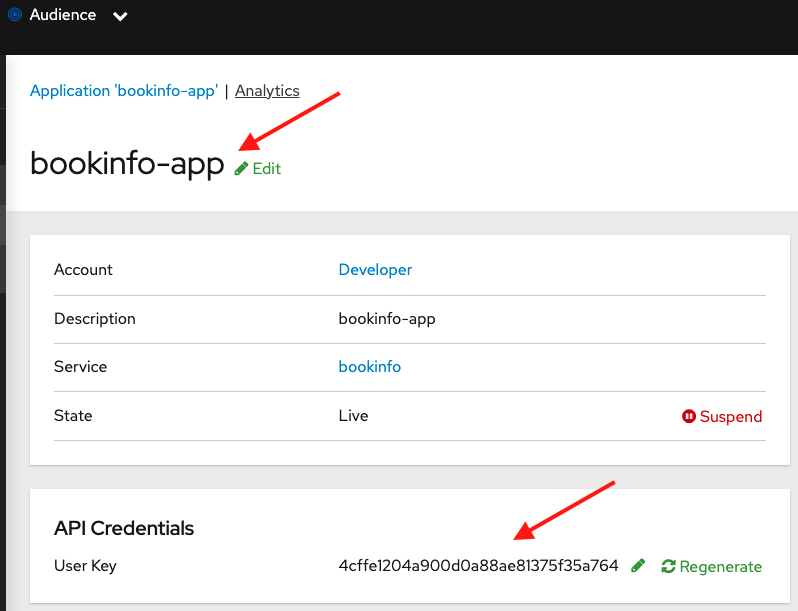 Audience
Application 'bookinfo-app' | Analytics
bookinfo-app Edit
Account Developer
Description bookinfo-app
Service bookinfo
State Live Suspend
API Credentials
User Key 4cffe1204a900d0a88ae81375f35a764 Regenerate